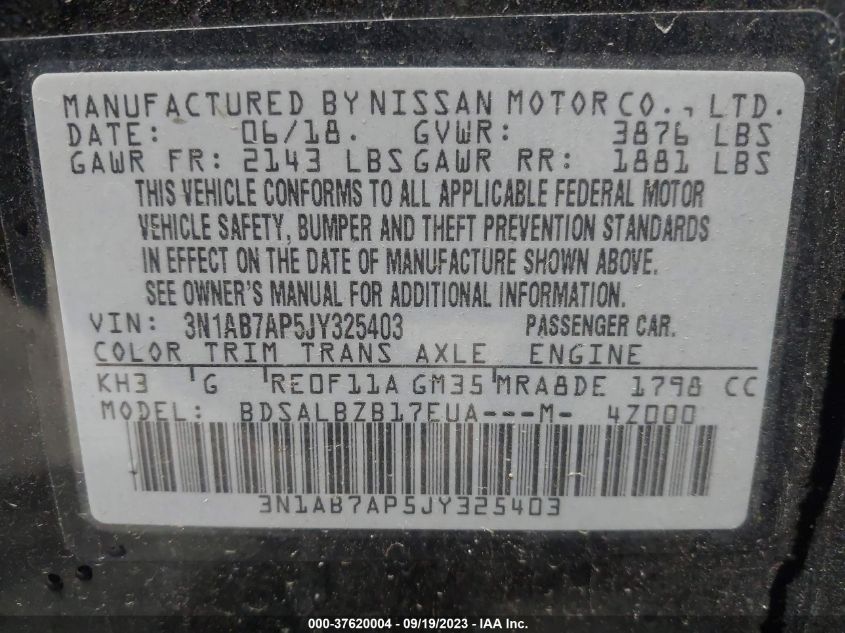 MANUFACTURED BY NISSAN MOTOR CO., LTD.
DATE: 06/18. GVWR: 3876 LBS
GAWR FR: 2143 LBS GAWR RR: 1881 LBS
THIS VEHICLE CONFORMS TO ALL APPLICABLE FEDERAL MOTOR
VEHICLE SAFETY, BUMPER AND THEFT PREVENTION STANDARDS
IN EFFECT ON THE DATE OF MANUFACTURE SHOWN ABOVE.
SEE OWNER'S MANUAL FOR ADDITIONAL INFORMATION.
VIN: 3N1AB7AP5JY325403 PASSENGER CAR.
COLOR TRIM TRANS AXLE ENGINE
KH3 G RE0F11A GM35 MRA8DE 1798 CC
MODEL: BDSALBZB17EUA---M- 4Z000
3N1AB7AP5JY325403
000-37620004 - 09/19/2023 - IAA Inc.